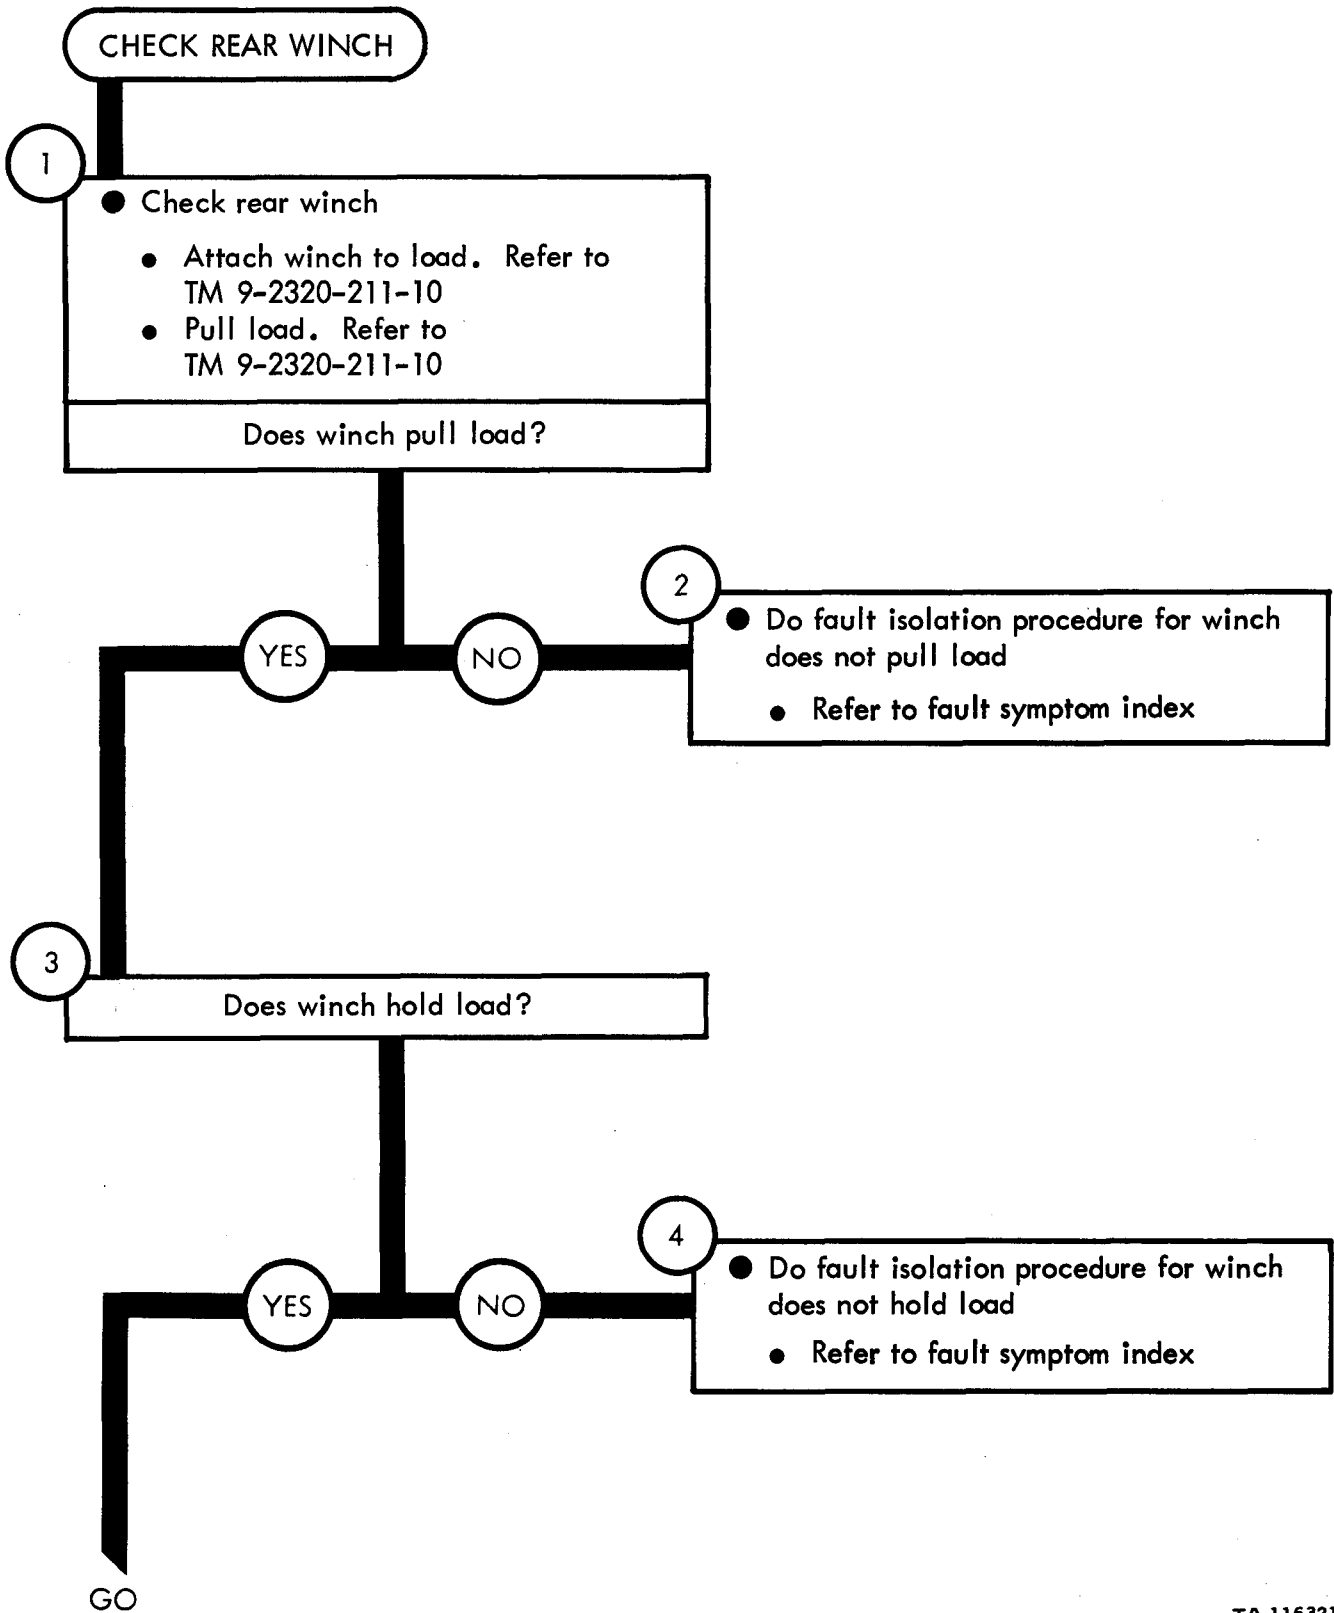 CHECK REAR WINCH
1
● Check rear winch
● Attach winch to load. Refer to
TM 9-2320-211-10
● Pull load. Refer to
TM 9-2320-211-10
Does winch pull load?
2
● Do fault isolation procedure for winch
does not pull load
● Refer to fault symptom index
YES
NO
3
Does winch hold load?
4
● Do fault isolation procedure for winch
does not hold load
● Refer to fault symptom index
YES
NO
GO
TA 116321